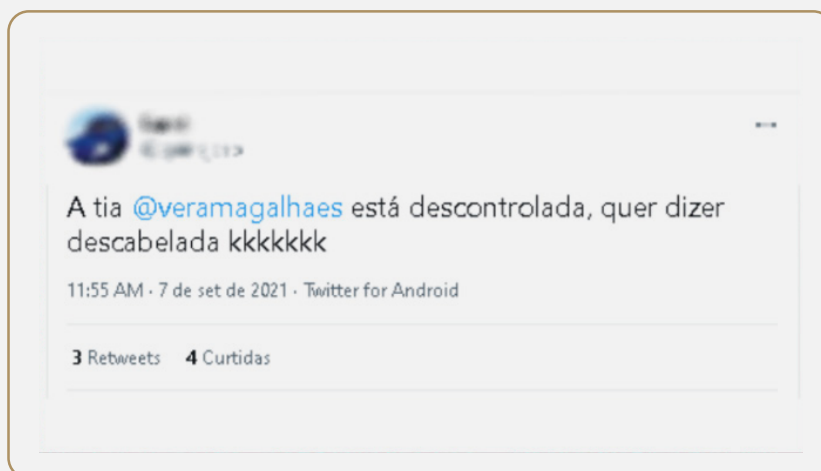 A tia @veramagalhaes está descontrolada, quer dizer
descabelada kkkkkkk
11:55 AM · 7 de set de 2021 · Twitter for Android
3 Retweets 4 Curtidas